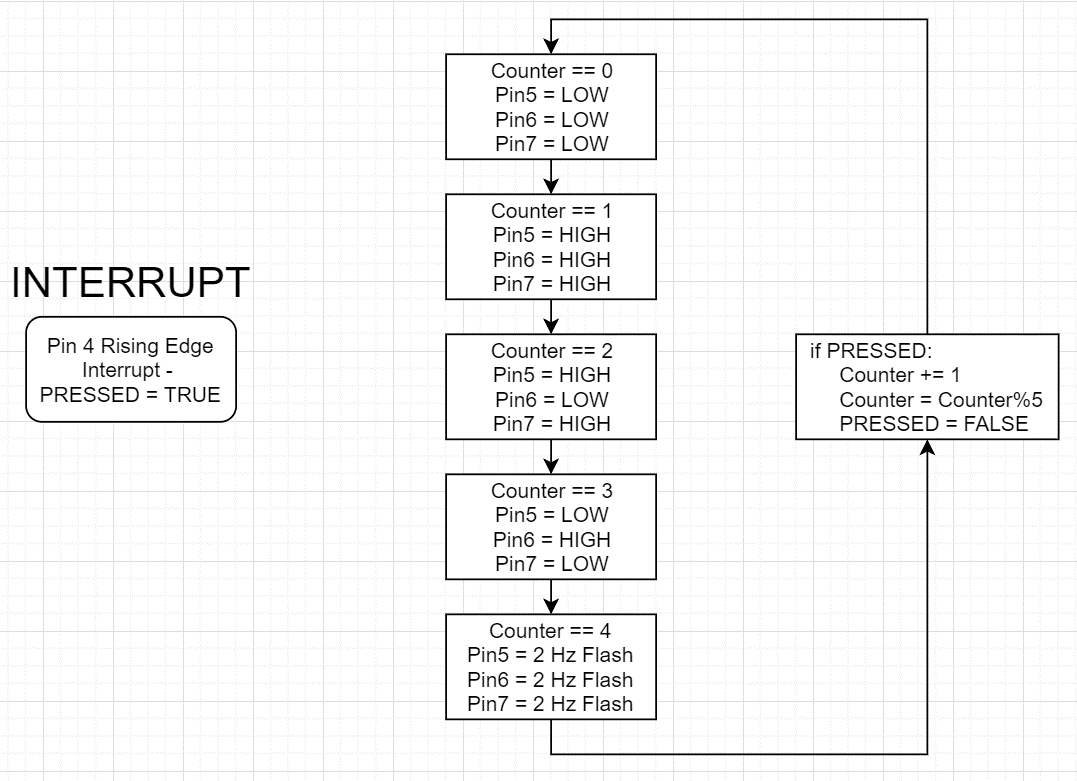 INTERRUPT
Pin 4 Rising Edge
Interrupt -
PRESSED = TRUE
Counter == 0
Pin5 = LOW
Pin6 = LOW
Pin7 = LOW
Counter == 1
Pin5 = HIGH
Pin6 = HIGH
Pin7 = HIGH
Counter == 2
Pin5 = HIGH
Pin6 = LOW
Pin7 = HIGH
Counter == 3
Pin5 = LOW
Pin6 = HIGH
Pin7 = LOW
Counter == 4
Pin5 = 2 Hz Flash
Pin6 = 2 Hz Flash
Pin7 = 2 Hz Flash
if PRESSED:
Counter += 1
Counter = Counter%5
PRESSED = FALSE